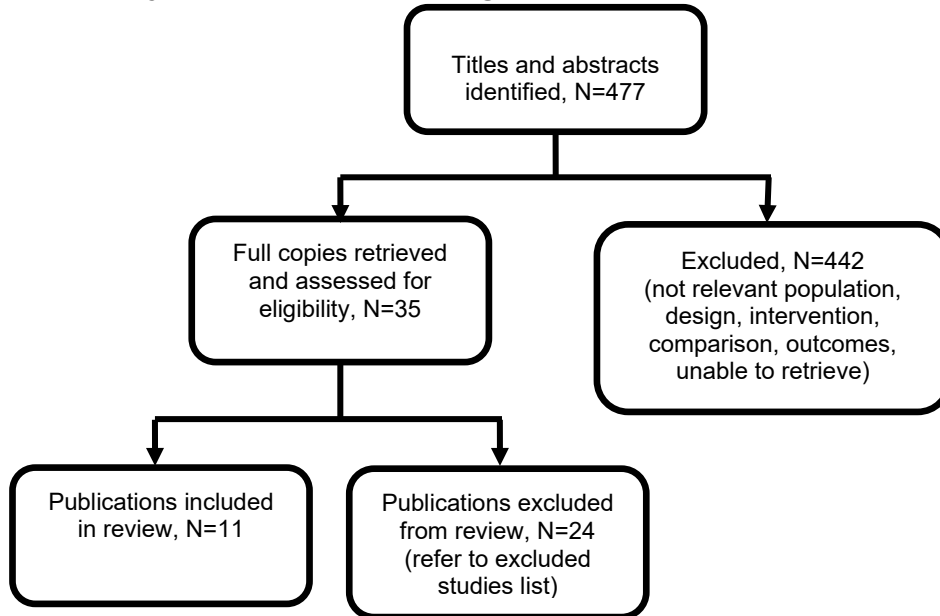 Titles and abstracts
identified, N=477
Full copies retrieved
and assessed for
eligibility, N=35
Excluded, N=442
(not relevant population,
design, intervention,
comparison, outcomes,
unable to retrieve)
Publications included
in review, N=11
Publications excluded
from review, N=24
(refer to excluded
studies list)